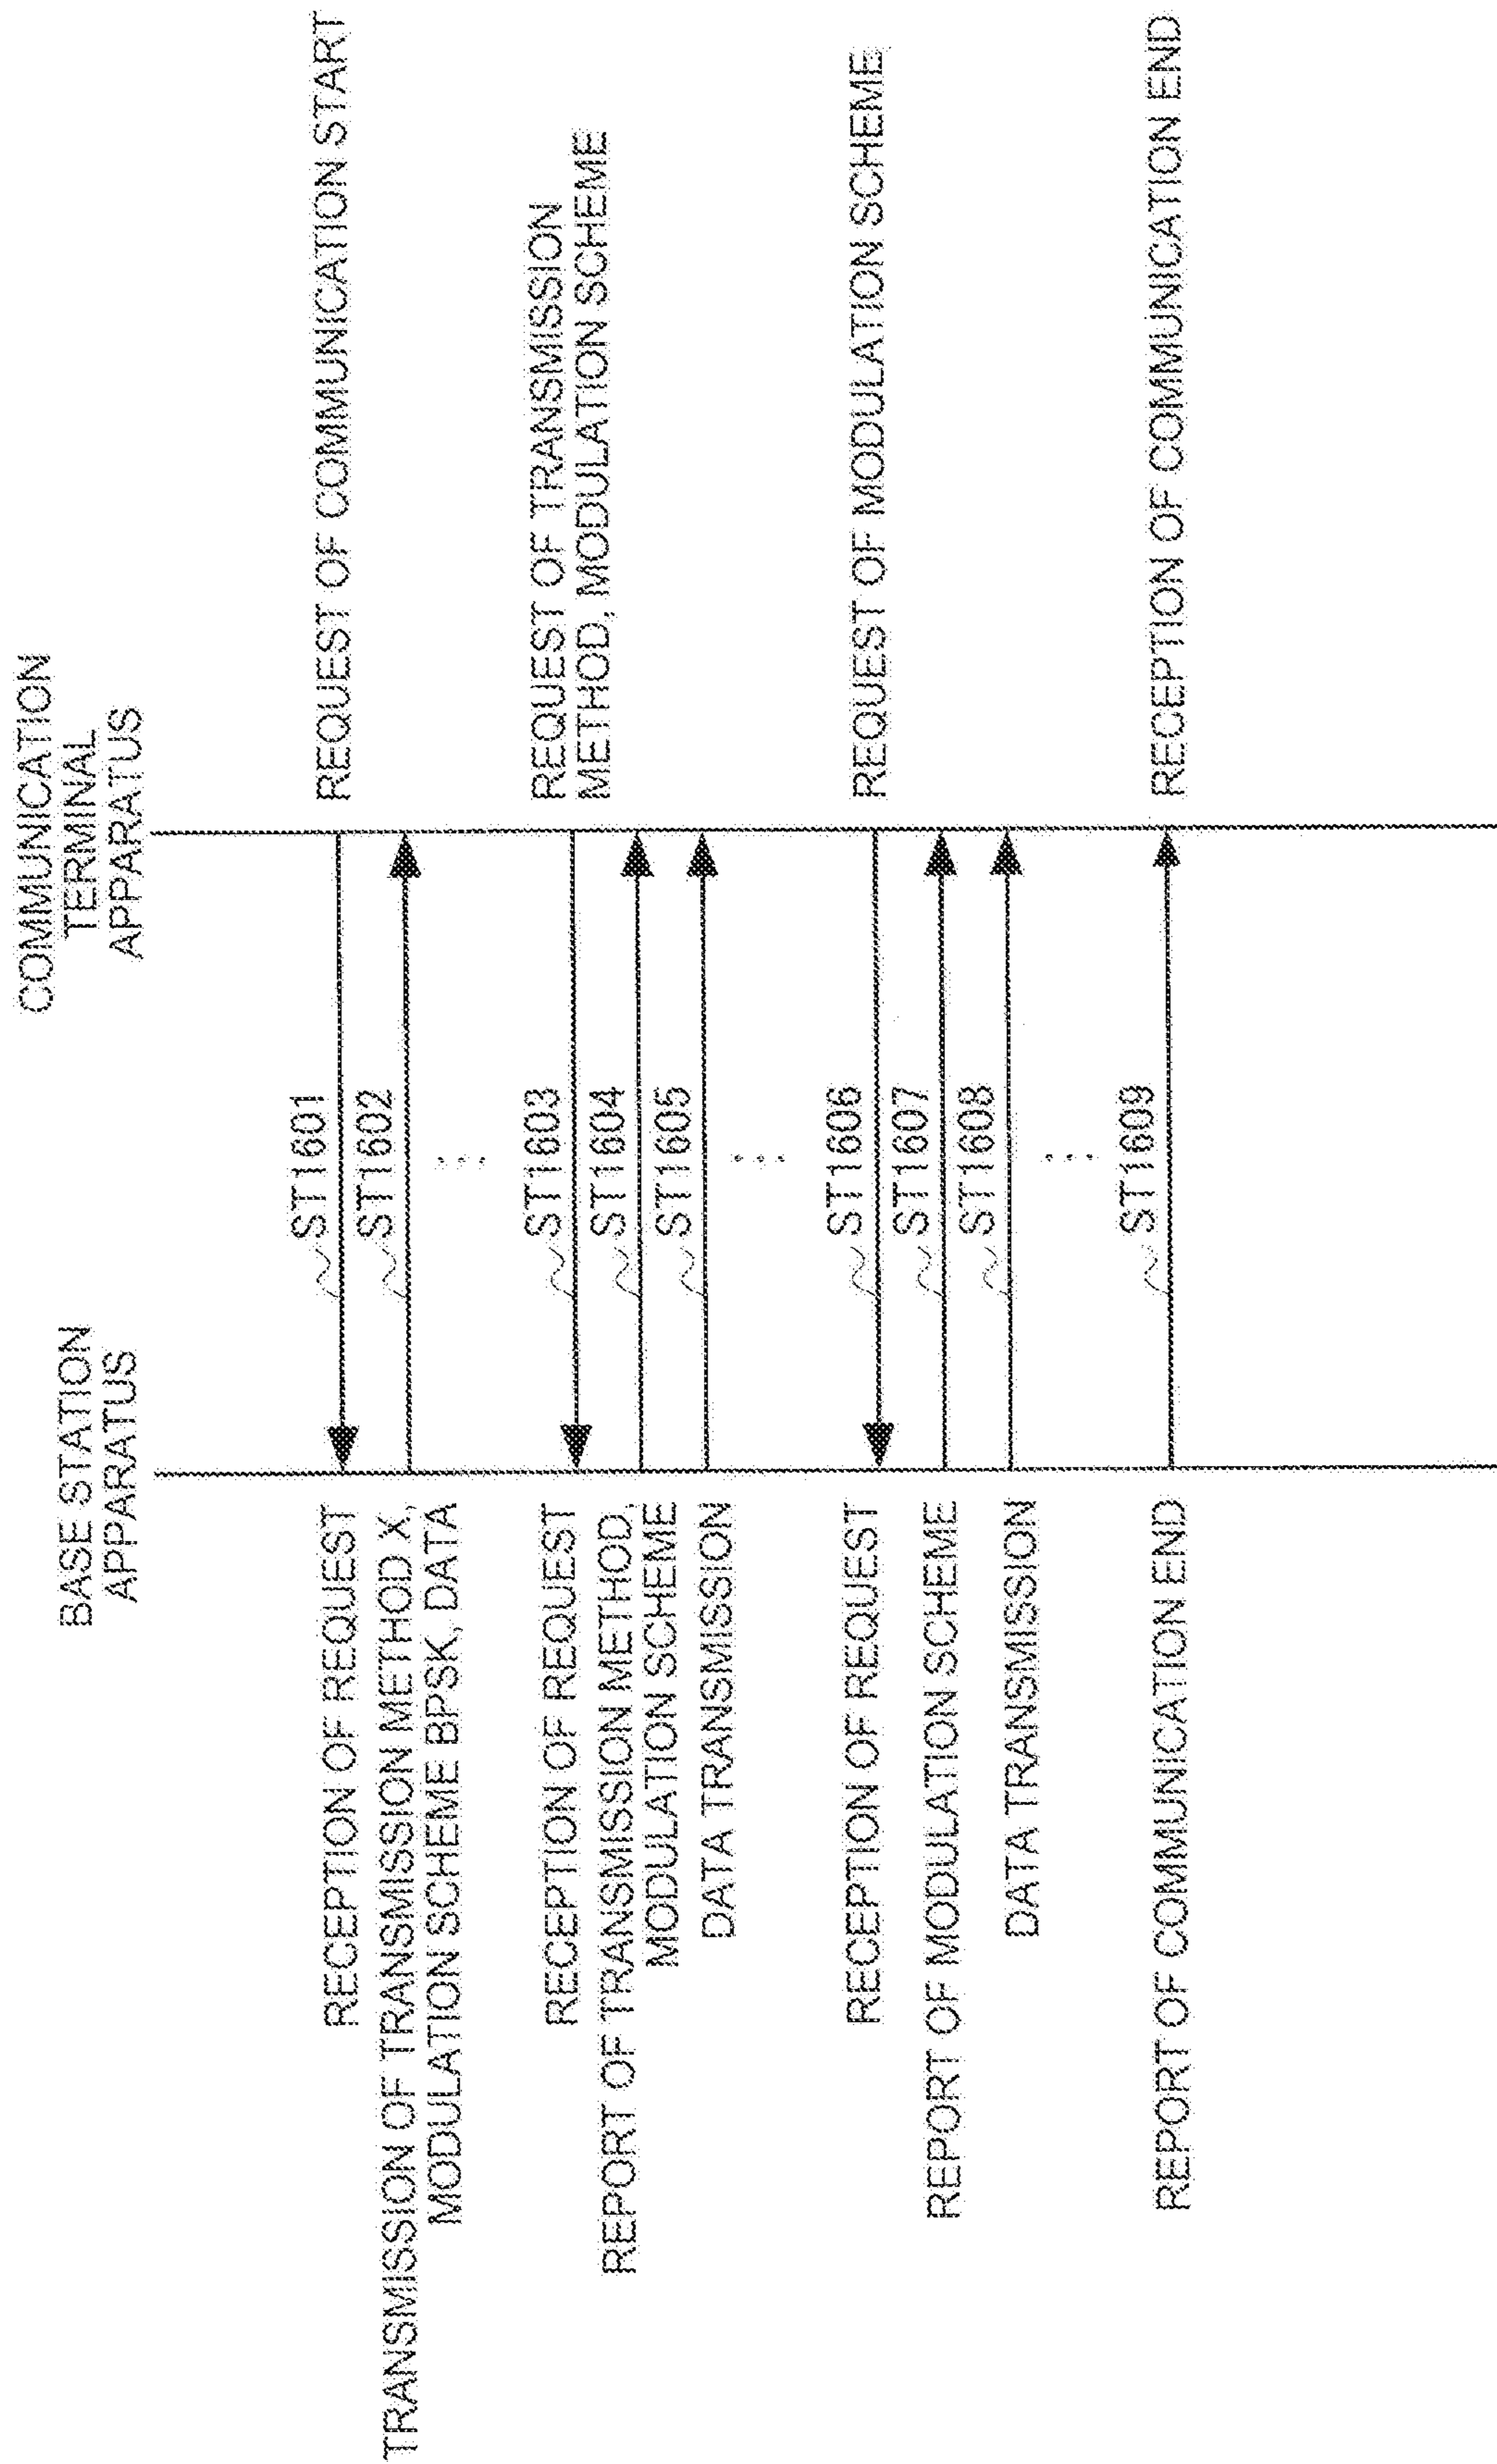 BASE STATION
APPARATUS
COMMUNICATION
TERMINAL
APPARATUS
RECEPTION OF REQUEST
ST1601
REQUEST OF COMMUNICATION START
TRANSMISSION OF TRANSMISSION METHOD X,
MODULATION SCHEME BPSK, DATA
ST1602
...
RECEPTION OF REQUEST
ST1603
REQUEST OF TRANSMISSION
METHOD, MODULATION SCHEME
REPORT OF TRANSMISSION METHOD,
MODULATION SCHEME
ST1604
DATA TRANSMISSION
ST1605
...
RECEPTION OF REQUEST
ST1606
REQUEST OF MODULATION SCHEME
REPORT OF MODULATION SCHEME
ST1607
DATA TRANSMISSION
ST1608
...
REPORT OF COMMUNICATION END
ST1609
RECEPTION OF COMMUNICATION END